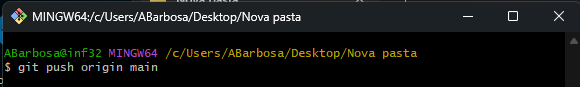 MINGW64:/c/Users/ABarbosa/Desktop/Nova pasta
ABarbosa@inf32 MINGW64 /c/Users/ABarbosa/Desktop/Nova pasta
$ git push origin main